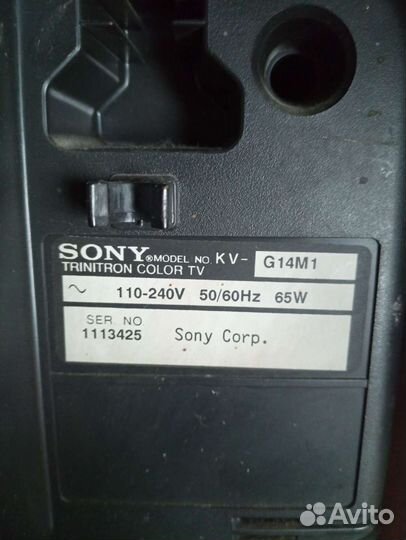 SONY ® MODEL NO. KV- G14M1
TRINITRON COLOR TV
~ 110-240V 50/60Hz 65W
SER. NO
1113425 Sony Corp.
Avito